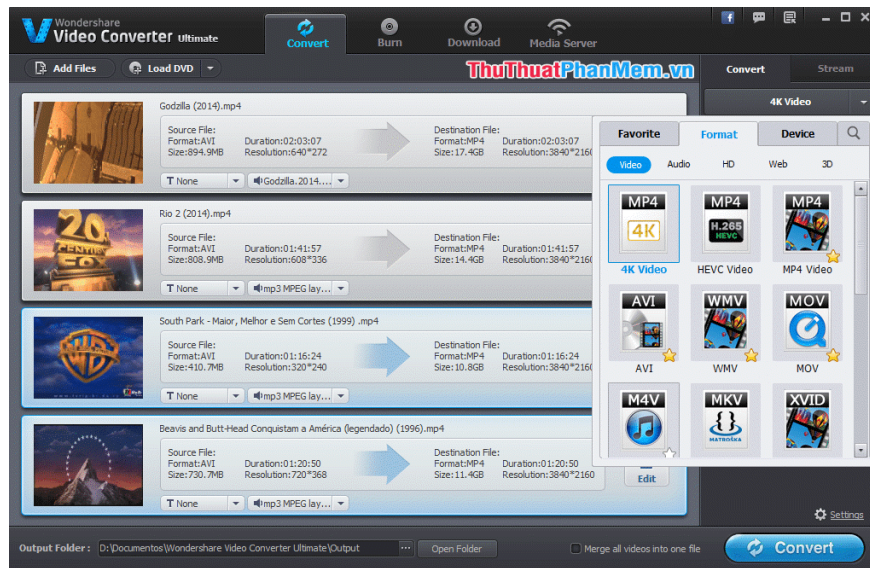 Wondershare
Video Converter Ultimate
Convert
Burn
Download
Media Server
Add Files
Load DVD
ThuThuatPhanMem.vn
Convert
Stream
4K Video
Godzilla (2014).mp4
Source File:
Format:AVI Duration:02:03:07
Size:894.9MB Resolution:640*272
Destination File:
Format:MP4 Duration:02:03:07
Size:17.4GB Resolution:3840*2160
T None
Godzilla.2014....
Rio 2 (2014).mp4
Source File:
Format:AVI Duration:01:41:57
Size:808.9MB Resolution:608*336
Destination File:
Format:MP4 Duration:01:41:57
Size:14.4GB Resolution:3840*2160
T None
mp3 MPEG lay...
20
CENTURY
FOX
South Park - Maior, Melhor e Sem Cortes (1999) .mp4
Source File:
Format:AVI Duration:01:16:24
Size:410.7MB Resolution:320*240
Destination File:
Format:MP4 Duration:01:16:24
Size:10.8GB Resolution:3840*2160
T None
mp3 MPEG lay...
Beavis and Butt-Head Conquistam a América (legendado) (1996).mp4
Source File:
Format:AVI Duration:01:20:50
Size:730.7MB Resolution:720*368
Destination File:
Format:MP4 Duration:01:20:50
Size:11.4GB Resolution:3840*2160
T None
mp3 MPEG lay...
Edit
Favorite
Format
Device
Video
Audio
HD
Web
3D
MP4
4K
4K Video
MP4
H.265
HEVC
HEVC Video
MP4
MP4 Video
AVI
AVI
WMV
WMV
MOV
MOV
M4V
MKV
MATROŠKA
XVID
Settings
Output Folder : D:\Documentos\Wondershare Video Converter Ultimate\Output
...
Open Folder
Merge all videos into one file
Convert